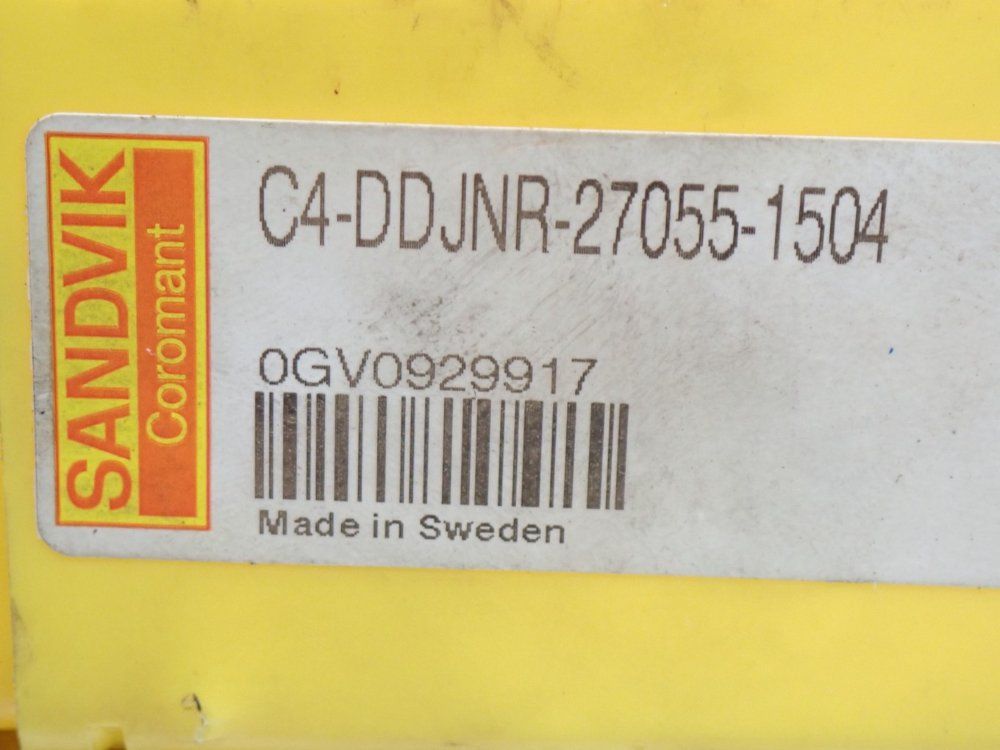 SANDVIK
Coromant
C4-DDJNR-27055-1504
0GV0929917
Made in Sweden